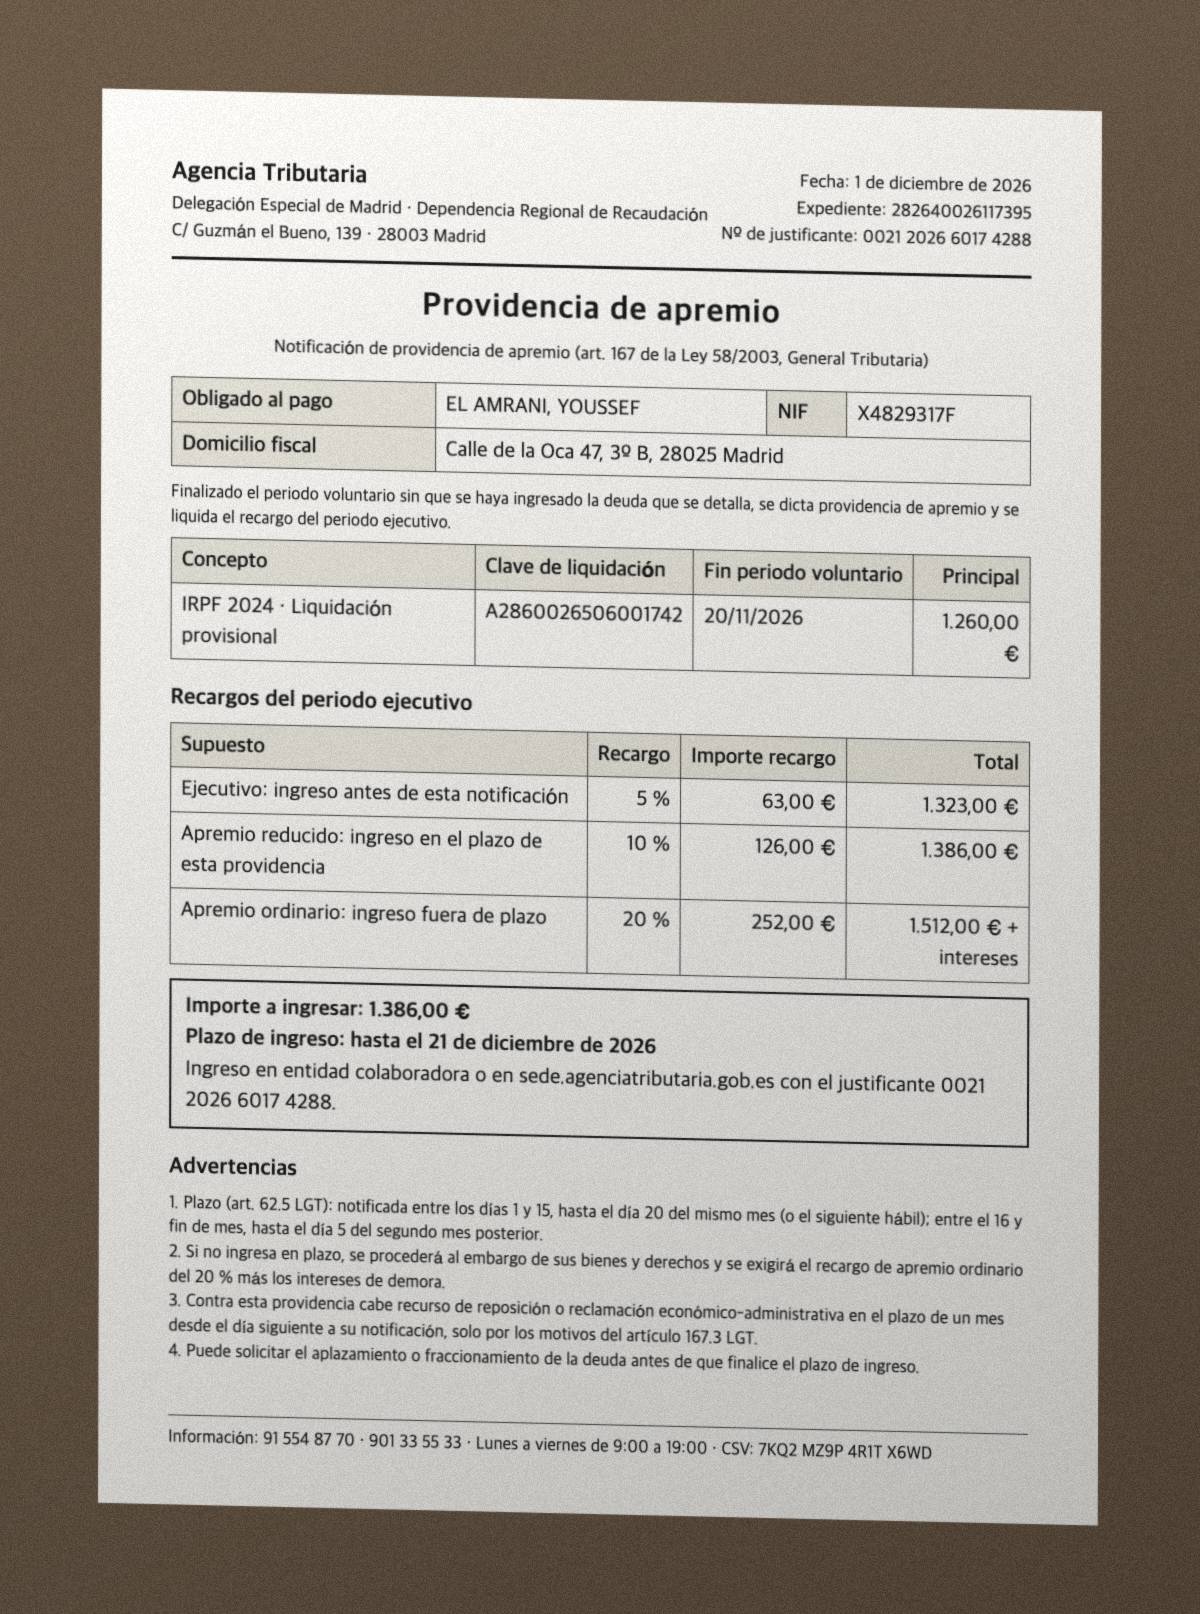 Agencia Tributaria
Delegación Especial de Madrid · Dependencia Regional de Recaudación
C/ Guzmán el Bueno, 139 · 28003 Madrid
Fecha: 1 de diciembre de 2026
Expediente: 282640026117395
Nº de justificante: 0021 2026 6017 4288
Providencia de apremio
Notificación de providencia de apremio (art. 167 de la Ley 58/2003, General Tributaria)
Obligado al pago EL AMRANI, YOUSSEF NIF X4829317F
Domicilio fiscal Calle de la Oca 47, 3º B, 28025 Madrid
Finalizado el periodo voluntario sin que se haya ingresado la deuda que se detalla, se dicta providencia de apremio y se
liquida el recargo del periodo ejecutivo.
Concepto Clave de liquidación Fin periodo voluntario Principal
IRPF 2024 · Liquidación A2860026506001742 20/11/2026 1.260,00
provisional €
Recargos del periodo ejecutivo
Supuesto Recargo Importe recargo Total
Ejecutivo: ingreso antes de esta notificación 5 % 63,00 € 1.323,00 €
Apremio reducido: ingreso en el plazo de 10 % 126,00 € 1.386,00 €
esta providencia
Apremio ordinario: ingreso fuera de plazo 20 % 252,00 € 1.512,00 € +
intereses
Importe a ingresar: 1.386,00 €
Plazo de ingreso: hasta el 21 de diciembre de 2026
Ingreso en entidad colaboradora o en sede.agenciatributaria.gob.es con el justificante 0021
2026 6017 4288.
Advertencias
1. Plazo (art. 62.5 LGT): notificada entre los días 1 y 15, hasta el día 20 del mismo mes (o el siguiente hábil); entre el 16 y
fin de mes, hasta el día 5 del segundo mes posterior.
2. Si no ingresa en plazo, se procederá al embargo de sus bienes y derechos y se exigirá el recargo de apremio ordinario
del 20 % más los intereses de demora.
3. Contra esta providencia cabe recurso de reposición o reclamación económico-administrativa en el plazo de un mes
desde el día siguiente a su notificación, solo por los motivos del artículo 167.3 LGT.
4. Puede solicitar el aplazamiento o fraccionamiento de la deuda antes de que finalice el plazo de ingreso.
Información: 91 554 87 70 · 901 33 55 33 · Lunes a viernes de 9:00 a 19:00 · CSV: 7KQ2 MZ9P 4R1T X6WD